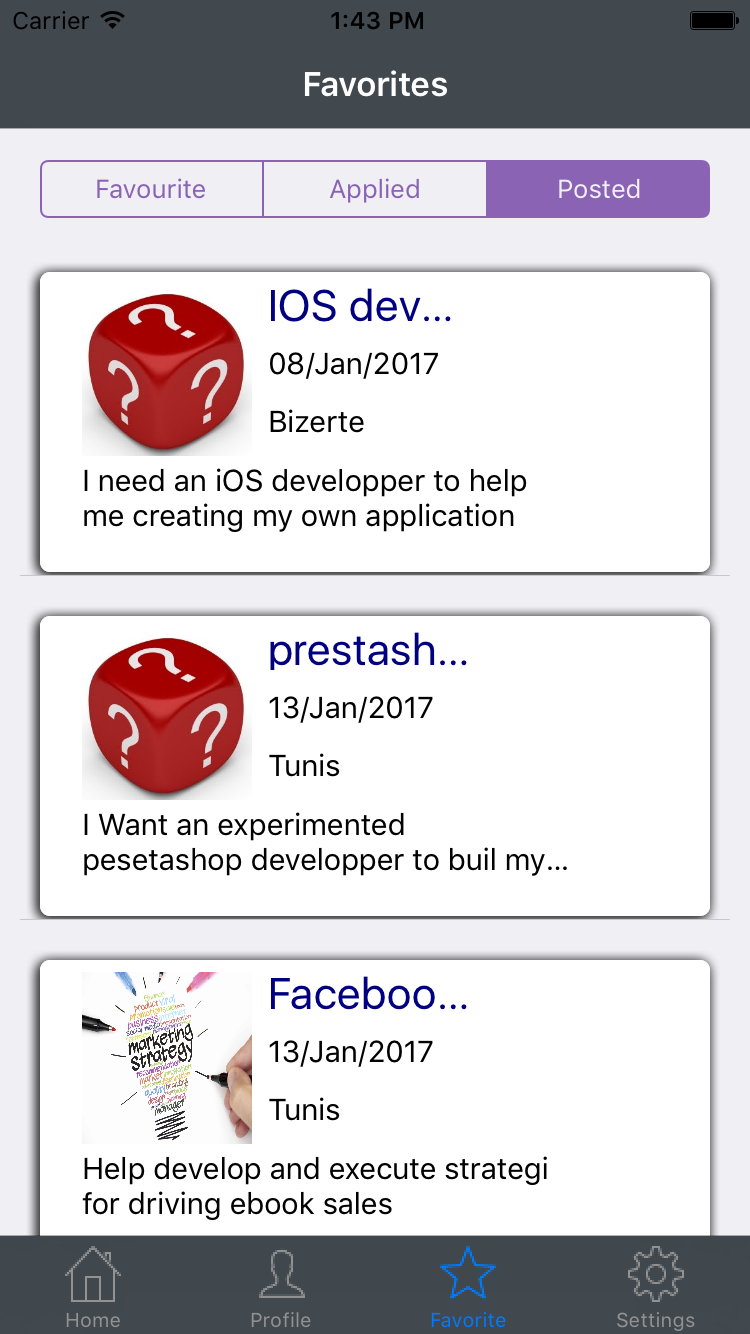 Carrier 1:43 PM
Favorites
Favourite Applied Posted
IOS dev...
08/Jan/2017
Bizerte
? ? ?
I need an iOS developper to help
me creating my own application
prestash...
13/Jan/2017
Tunis
? ? ?
I Want an experimented
pesetashop developper to buil my...
Faceboo...
13/Jan/2017
Tunis
marketing
strategy
manager
Help develop and execute strategi
for driving ebook sales
Home Profile Favorite Settings